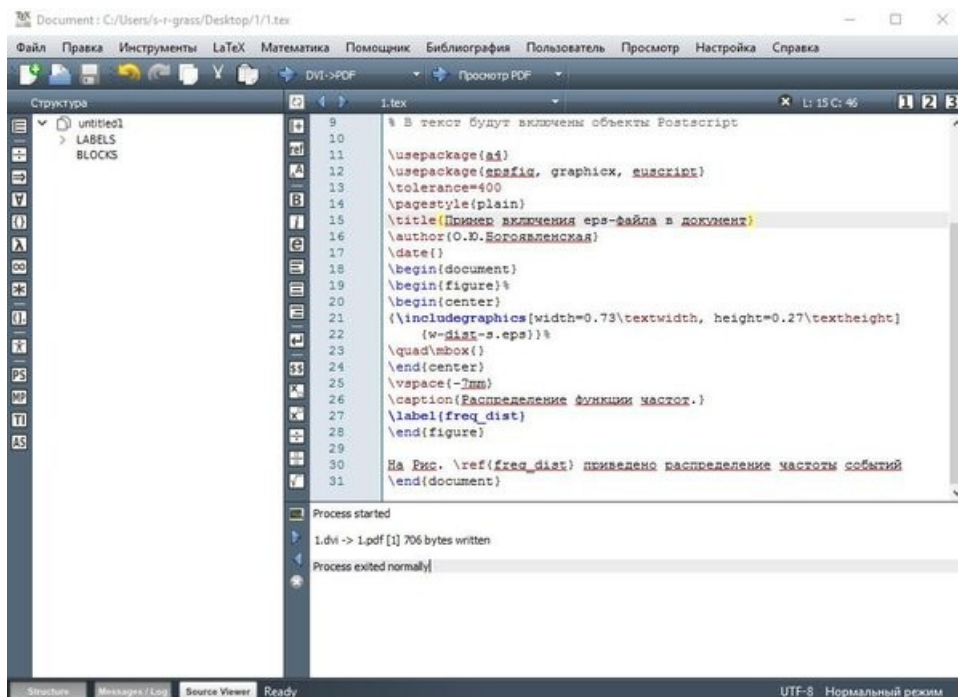 Document : C:/Users/s-r-grass/Desktop/1/1.tex
Файл Правка Инструменты LaTeX Математика Помощник Библиография Пользователь Просмотр Настройка Справка
DVI->PDF Просмотр PDF
Структура 1.tex L: 15 C: 46 1 2 3
untitled1
LABELS
BLOCKS
9 % В текст будут включены объекты Postscript
10
11 \usepackage{a4}
12 \usepackage{epsfig, graphicx, euscript}
13 \tolerance=400
14 \pagestyle{plain}
15 \title{Пример включения eps-файла в документ}
16 \author{О.Ю.Богоявленская}
17 \date{}
18 \begin{document}
19 \begin{figure}%
20 \begin{center}
21 {\includegraphics[width=0.73\textwidth, height=0.27\textheight]
22 {w-dist-s.eps}}%
23 \quad\mbox{}
24 \end{center}
25 \vspace{-7mm}
26 \caption{Распределение функции частот.}
27 \label{freq_dist}
28 \end{figure}
29
30 На Рис. \ref{freq_dist} приведено распределение частоты событий
31 \end{document}
Process started
1.dvi -> 1.pdf [1] 706 bytes written
Process exited normally
Structure Messages / Log Source Viewer Ready UTF-8 Нормальный режим